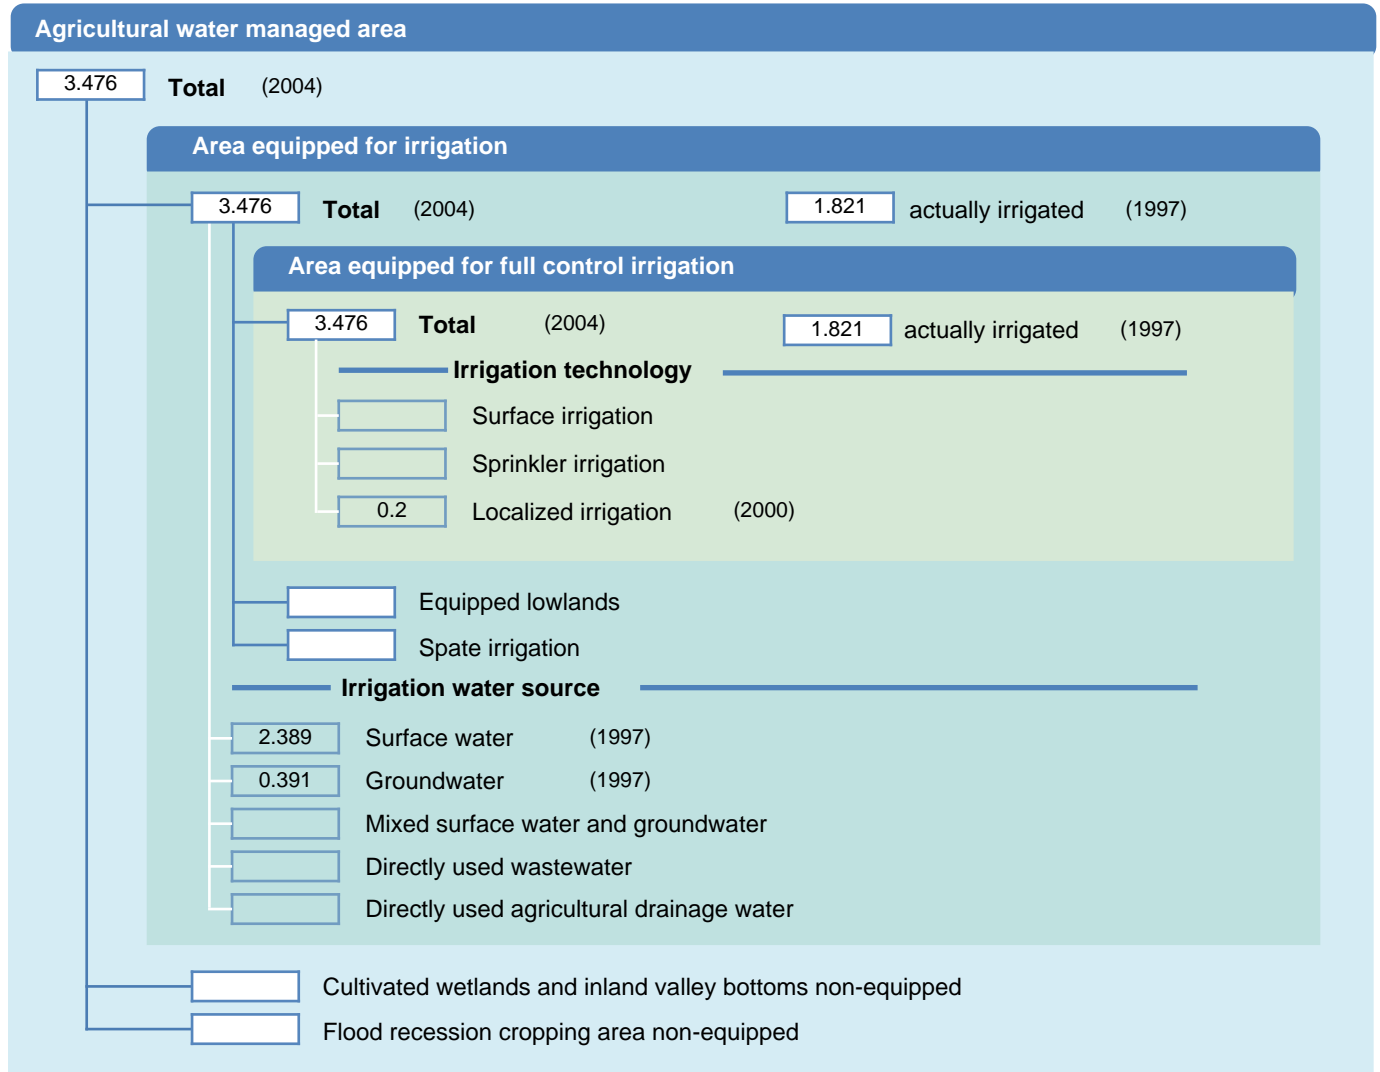 Agricultural water managed area
3.476 Total (2004)
Area equipped for irrigation
3.476 Total (2004) 1.821 actually irrigated (1997)
Area equipped for full control irrigation
3.476 Total (2004) 1.821 actually irrigated (1997)
Irrigation technology
Surface irrigation
Sprinkler irrigation
0.2 Localized irrigation (2000)
Equipped lowlands
Spate irrigation
Irrigation water source
2.389 Surface water (1997)
0.391 Groundwater (1997)
Mixed surface water and groundwater
Directly used wastewater
Directly used agricultural drainage water
Cultivated wetlands and inland valley bottoms non-equipped
Flood recession cropping area non-equipped